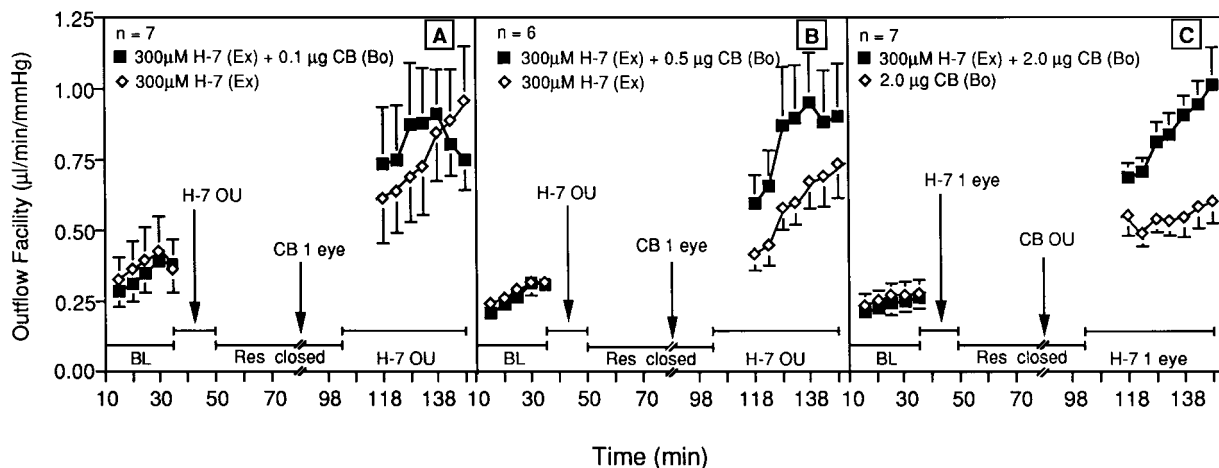 Outflow Facility (µl/min/mmHg)
1.25
1.00
0.75
0.50
0.25
0.00
n = 7
A
300µM H-7 (Ex) + 0.1 µg CB (Bo)
300µM H-7 (Ex)
H-7 OU
CB 1 eye
BL
Res closed
H-7 OU
10 30 50 70 98 118 138
n = 6
B
300µM H-7 (Ex) + 0.5 µg CB (Bo)
300µM H-7 (Ex)
H-7 OU
CB 1 eye
BL
Res closed
H-7 OU
10 30 50 70 98 118 138
n = 7
C
300µM H-7 (Ex) + 2.0 µg CB (Bo)
2.0 µg CB (Bo)
H-7 1 eye
CB OU
BL
Res closed
H-7 1 eye
10 30 50 70 98 118 138
Time (min)